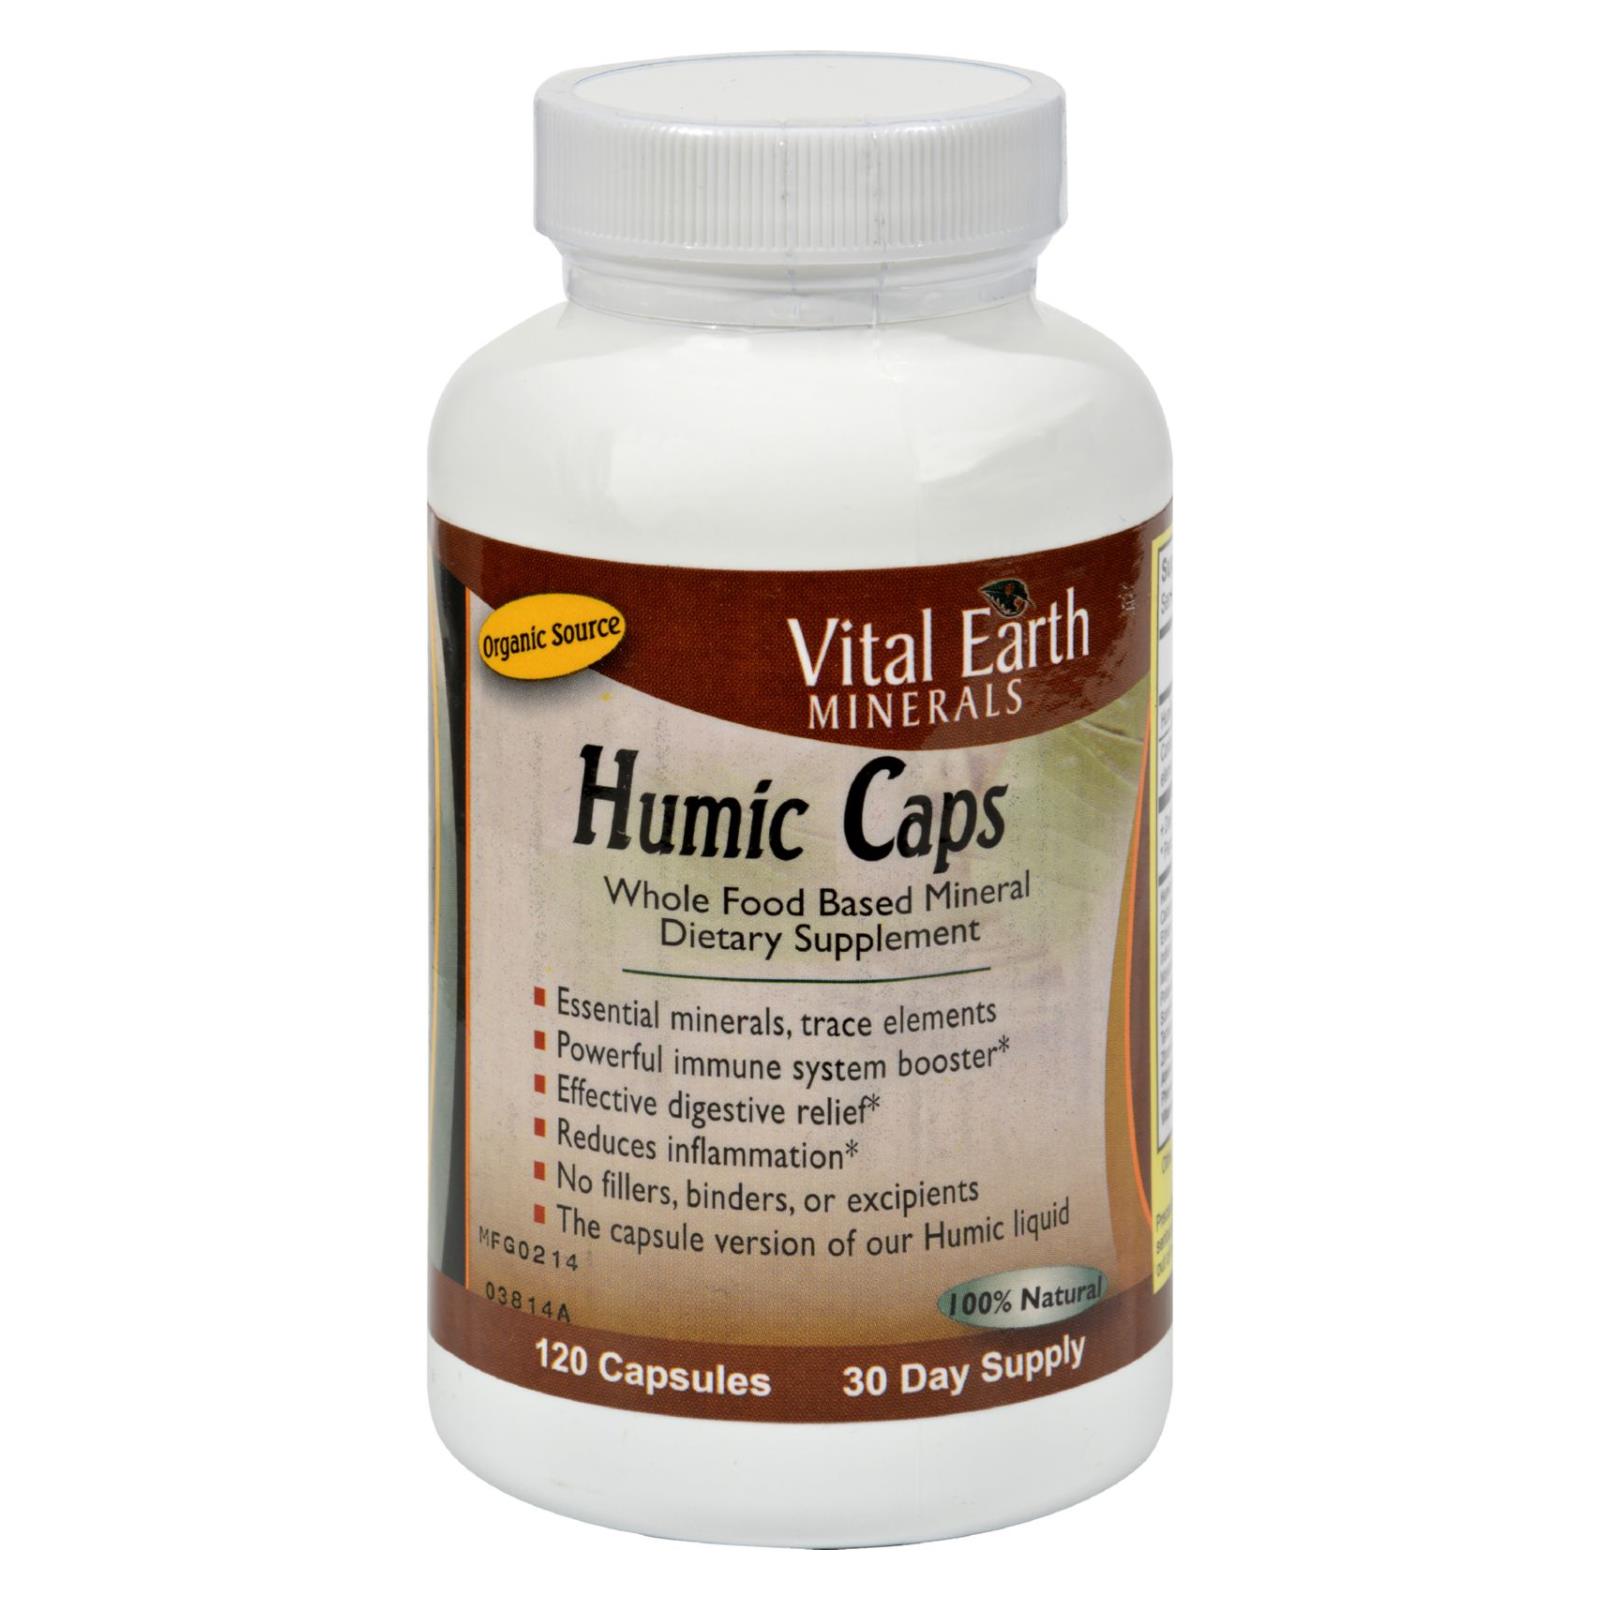 Organic Source
Vital Earth
MINERALS
Humic Caps
Whole Food Based Mineral
Dietary Supplement
Essential minerals, trace elements
Powerful immune system booster*
Effective digestive relief*
Reduces inflammation*
No fillers, binders, or excipients
The capsule version of our Humic liquid
MFG0214
03814A
100% Natural
120 Capsules
30 Day Supply